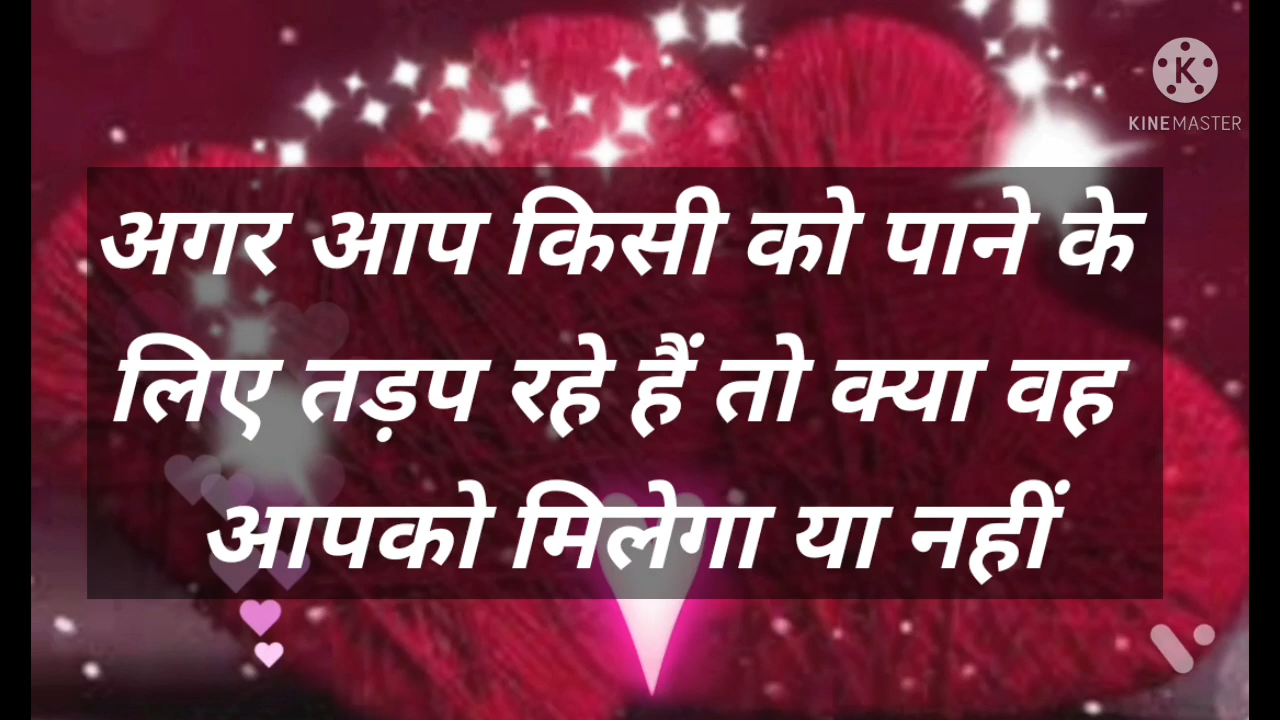 KINEMASTER
अगर आप किसी को पाने के
लिए तड़प रहे हैं तो क्या वह
आपको मिलेगा या नहीं